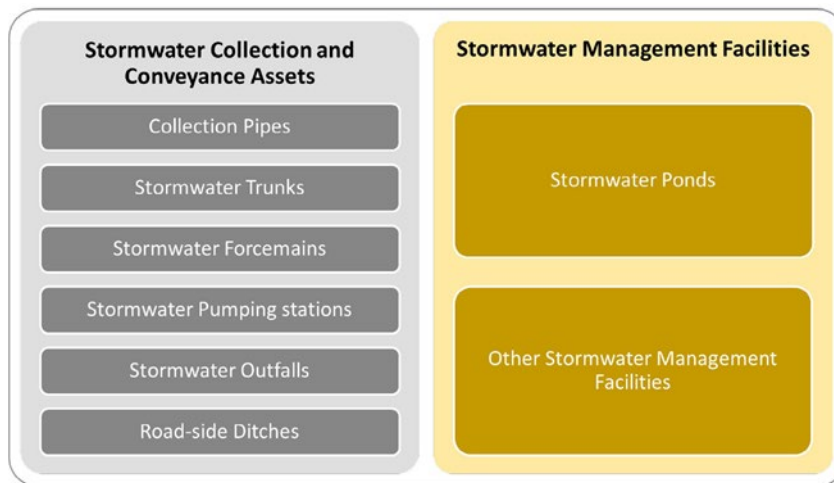 Stormwater Collection and
Conveyance Assets
Collection Pipes
Stormwater Trunks
Stormwater Forcemains
Stormwater Pumping stations
Stormwater Outfalls
Road-side Ditches
Stormwater Management Facilities
Stormwater Ponds
Other Stormwater Management
Facilities